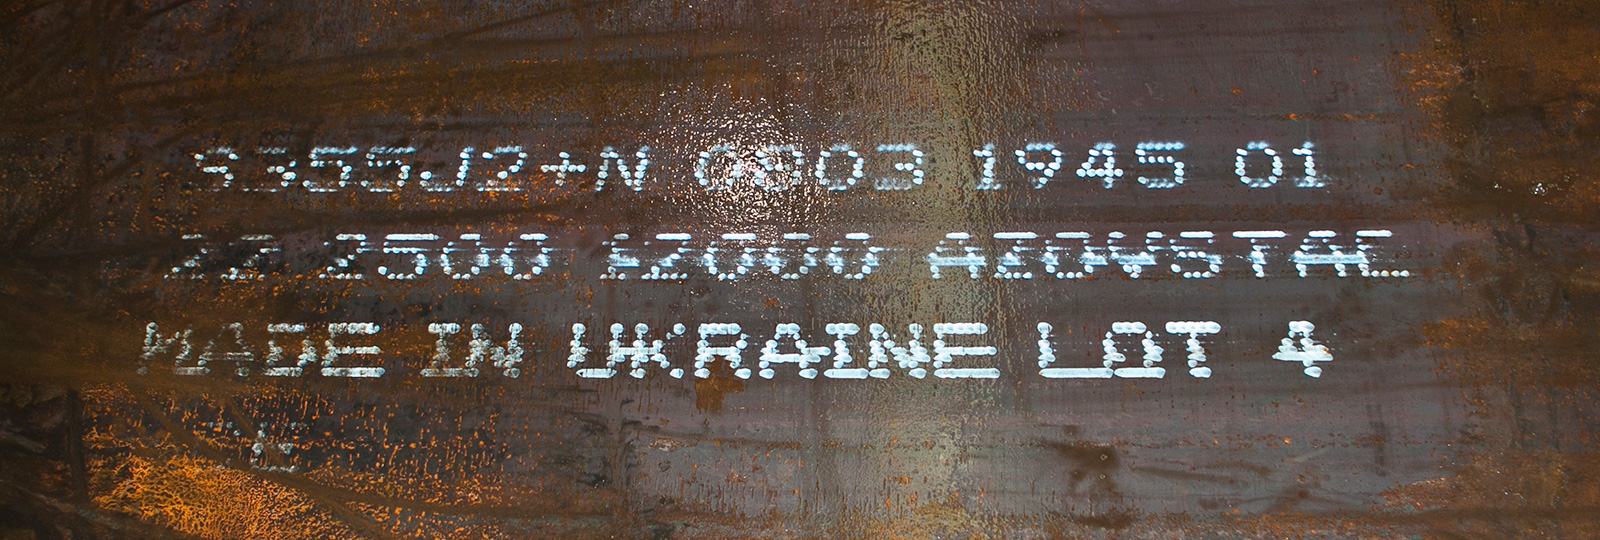 S355J2+N 0803 1945 01
22 2500 12000 AZOVSTAL
MADE IN UKRAINE LOT 4